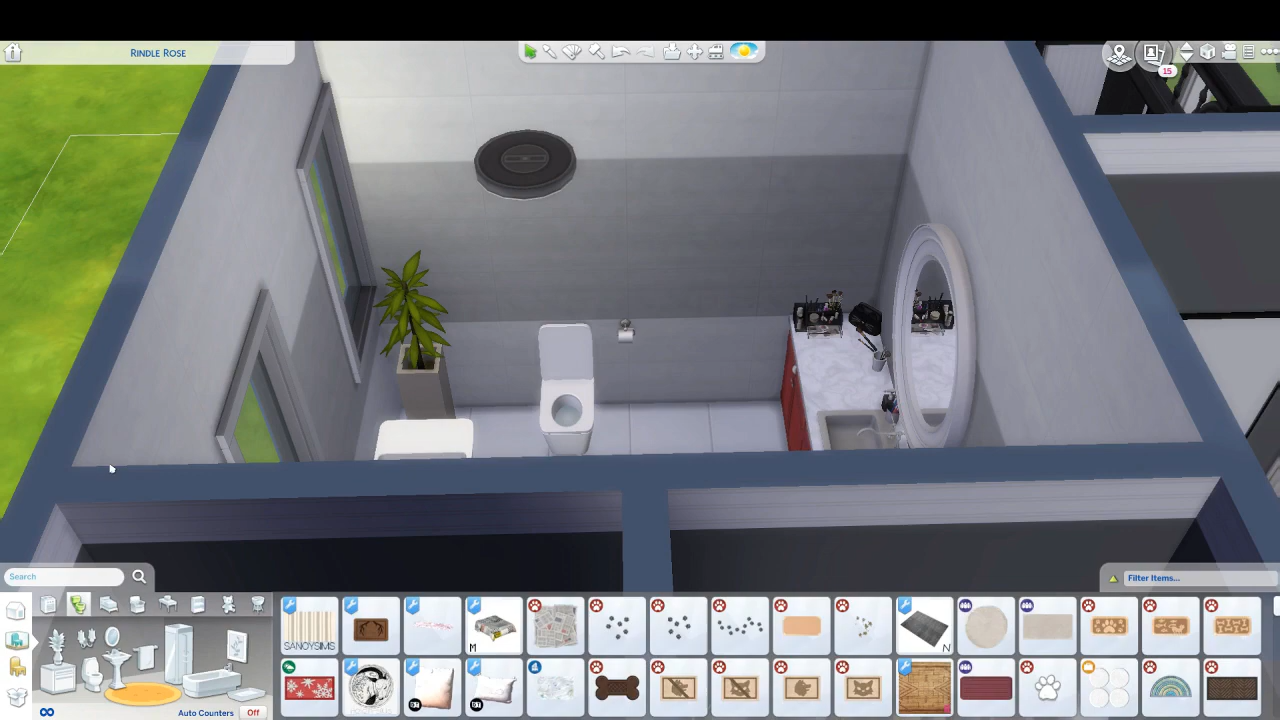 RINDLE ROSE
15
Search
Filter Items...
SANOYSIMS
M
N
Auto Counters
Off